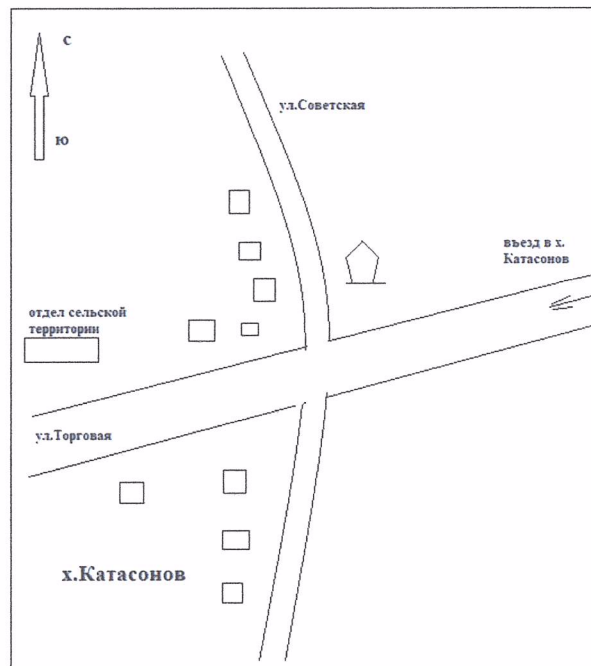 с
ул.Советская
ю
въезд в х.
Катасонов
отдел сельской
территории
ул.Торговая
х.Катасонов